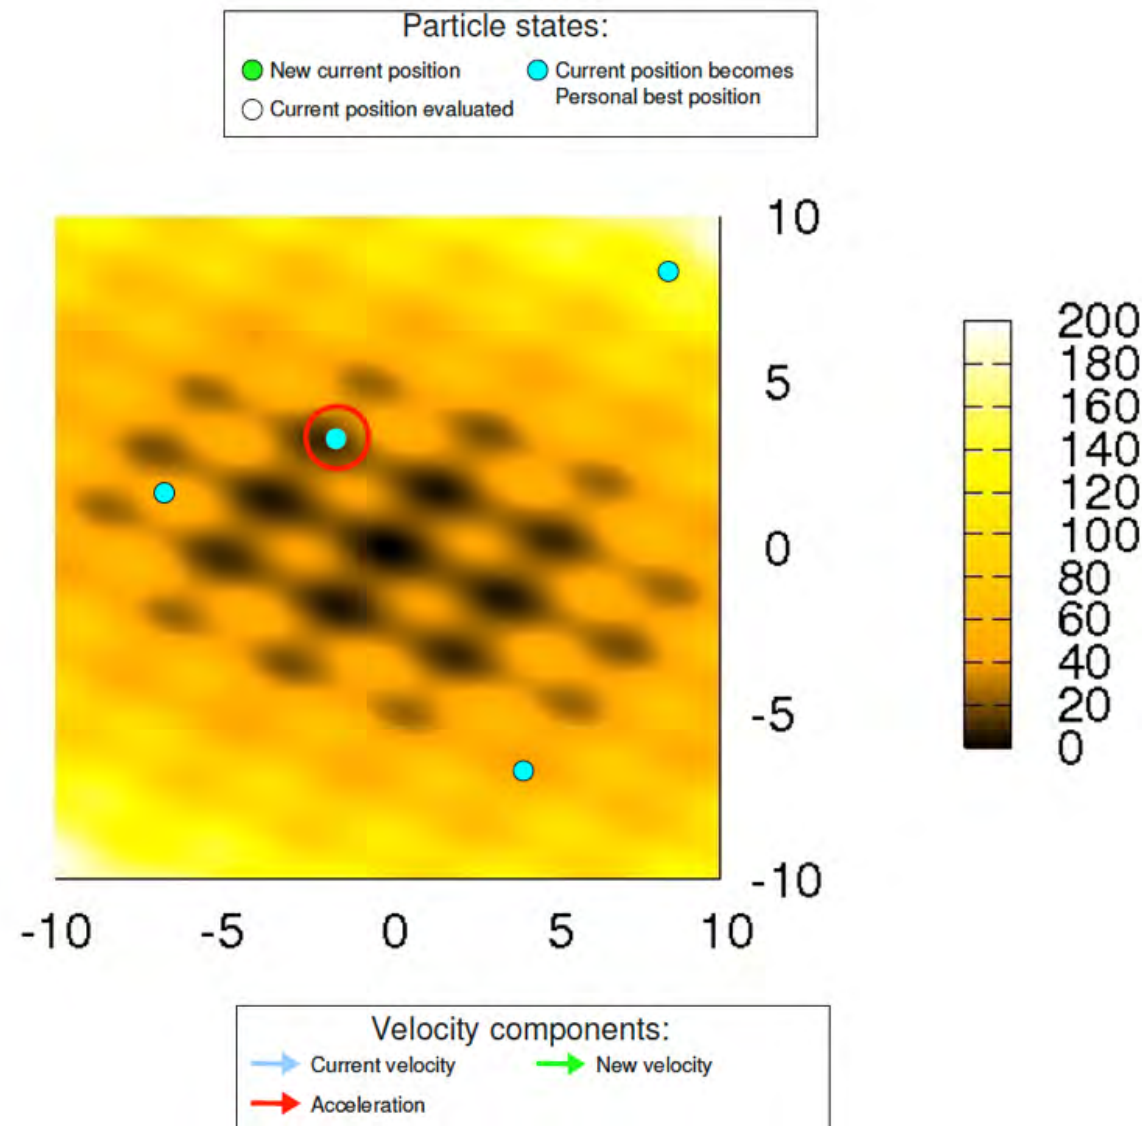 Particle states:
New current position
Current position becomes
Personal best position
Current position evaluated
10
5
0
-5
-10
-10 -5 0 5 10
200
180
160
140
120
100
80
60
40
20
0
Velocity components:
Current velocity
New velocity
Acceleration